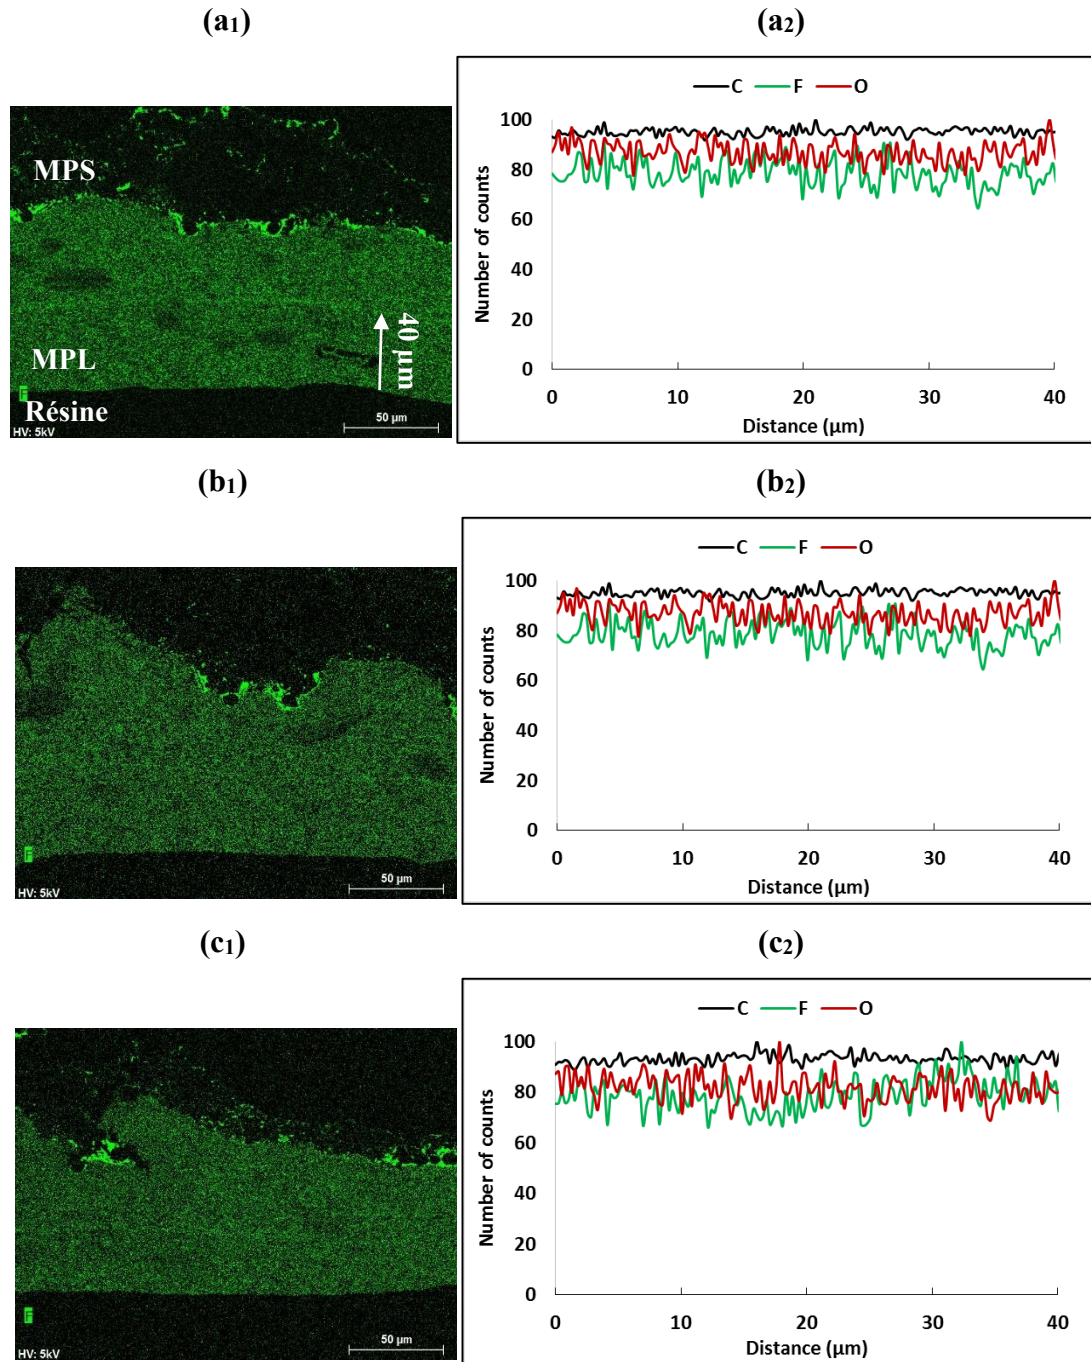 (a₁)
(a₂)
MPS
MPL
40 µm
Résine
F
HV: 5kV
50 µm
C F O
Number of counts
100
80
60
40
20
0
0 10 20 30 40
Distance (µm)
(b₁)
(b₂)
F
HV: 5kV
50 µm
C F O
Number of counts
100
80
60
40
20
0
0 10 20 30 40
Distance (µm)
(c₁)
(c₂)
F
HV: 5kV
50 µm
C F O
Number of counts
100
80
60
40
20
0
0 10 20 30 40
Distance (µm)